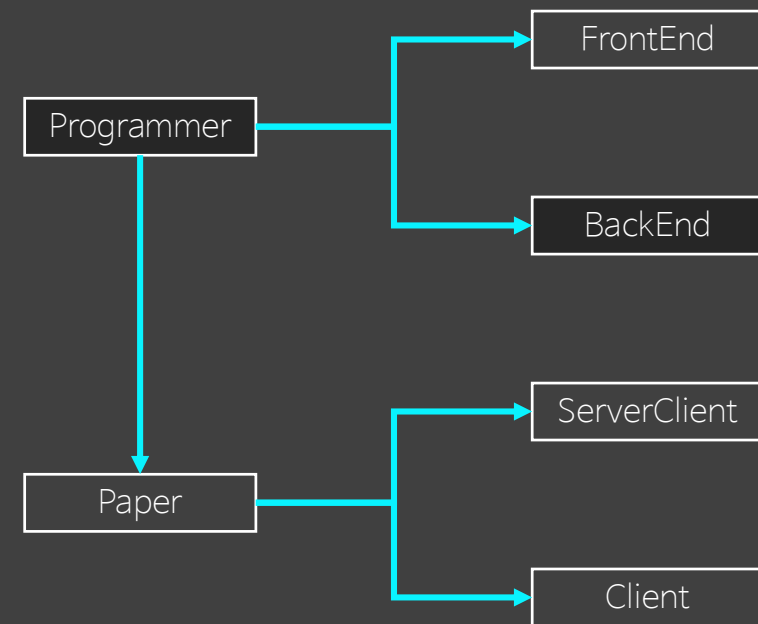 FrontEnd
Programmer
BackEnd
ServerClient
Paper
Client